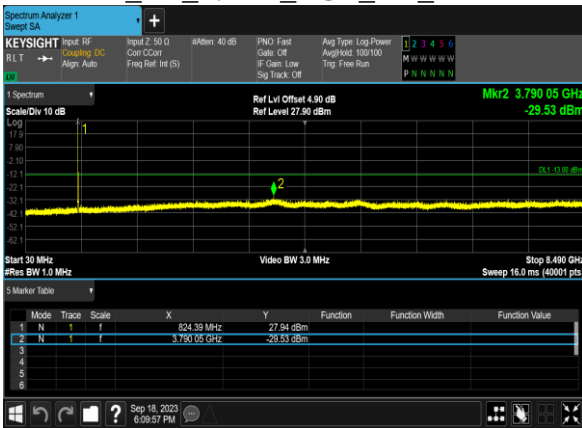 Spectrum Analyzer 1
Swept SA
KEYSIGHT
RLT
LW
Input: RF
Coupling: DC
Align: Auto
Input Z: 50 Ω
Corr CCorr
Freq Ref: Int (S)
#Atten: 40 dB
PNO: Fast
Gate: Off
IF Gain: Low
Sig Track: Off
Avg Type: Log-Power
Avg|Hold: 100/100
Trig: Free Run
1 2 3 4 5 6
M W W W W W
P N N N N N
1 Spectrum
Scale/Div 10 dB
Ref Lvl Offset 4.90 dB
Ref Level 27.90 dBm
Mkr2 3.790 05 GHz
-29.53 dBm
Log
1
17.9
7.90
-2.10
-12.1
DL1 -13.00 dBm
-22.1
2
-32.1
-42.1
-52.1
-62.1
Start 30 MHz
Video BW 3.0 MHz
Stop 8.490 GHz
#Res BW 1.0 MHz
Sweep 16.0 ms (40001 pts)
5 Marker Table
Mode Trace Scale X Y Function Function Width Function Value
1 N 1 f 824.39 MHz 27.94 dBm
2 N 1 f 3.790 05 GHz -29.53 dBm
3
4
5
6
?
Sep 18, 2023
6:09:57 PM